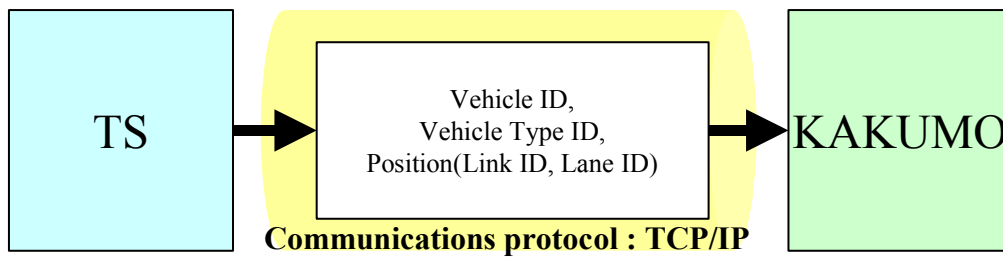 TS
Vehicle ID,
Vehicle Type ID,
Position(Link ID, Lane ID)
KAKUMO
Communications protocol : TCP/IP